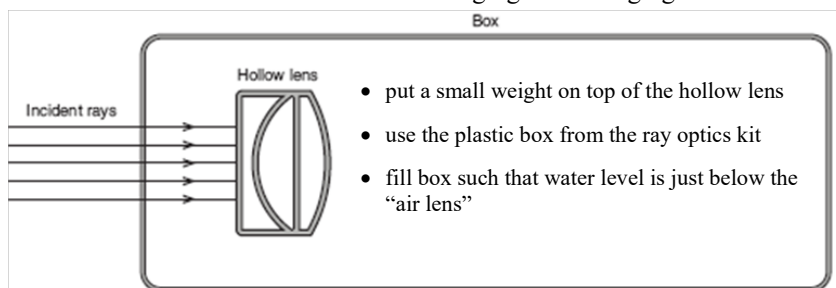 Box
Hollow lens
Incident rays
• put a small weight on top of the hollow lens
• use the plastic box from the ray optics kit
• fill box such that water level is just below the
“air lens”